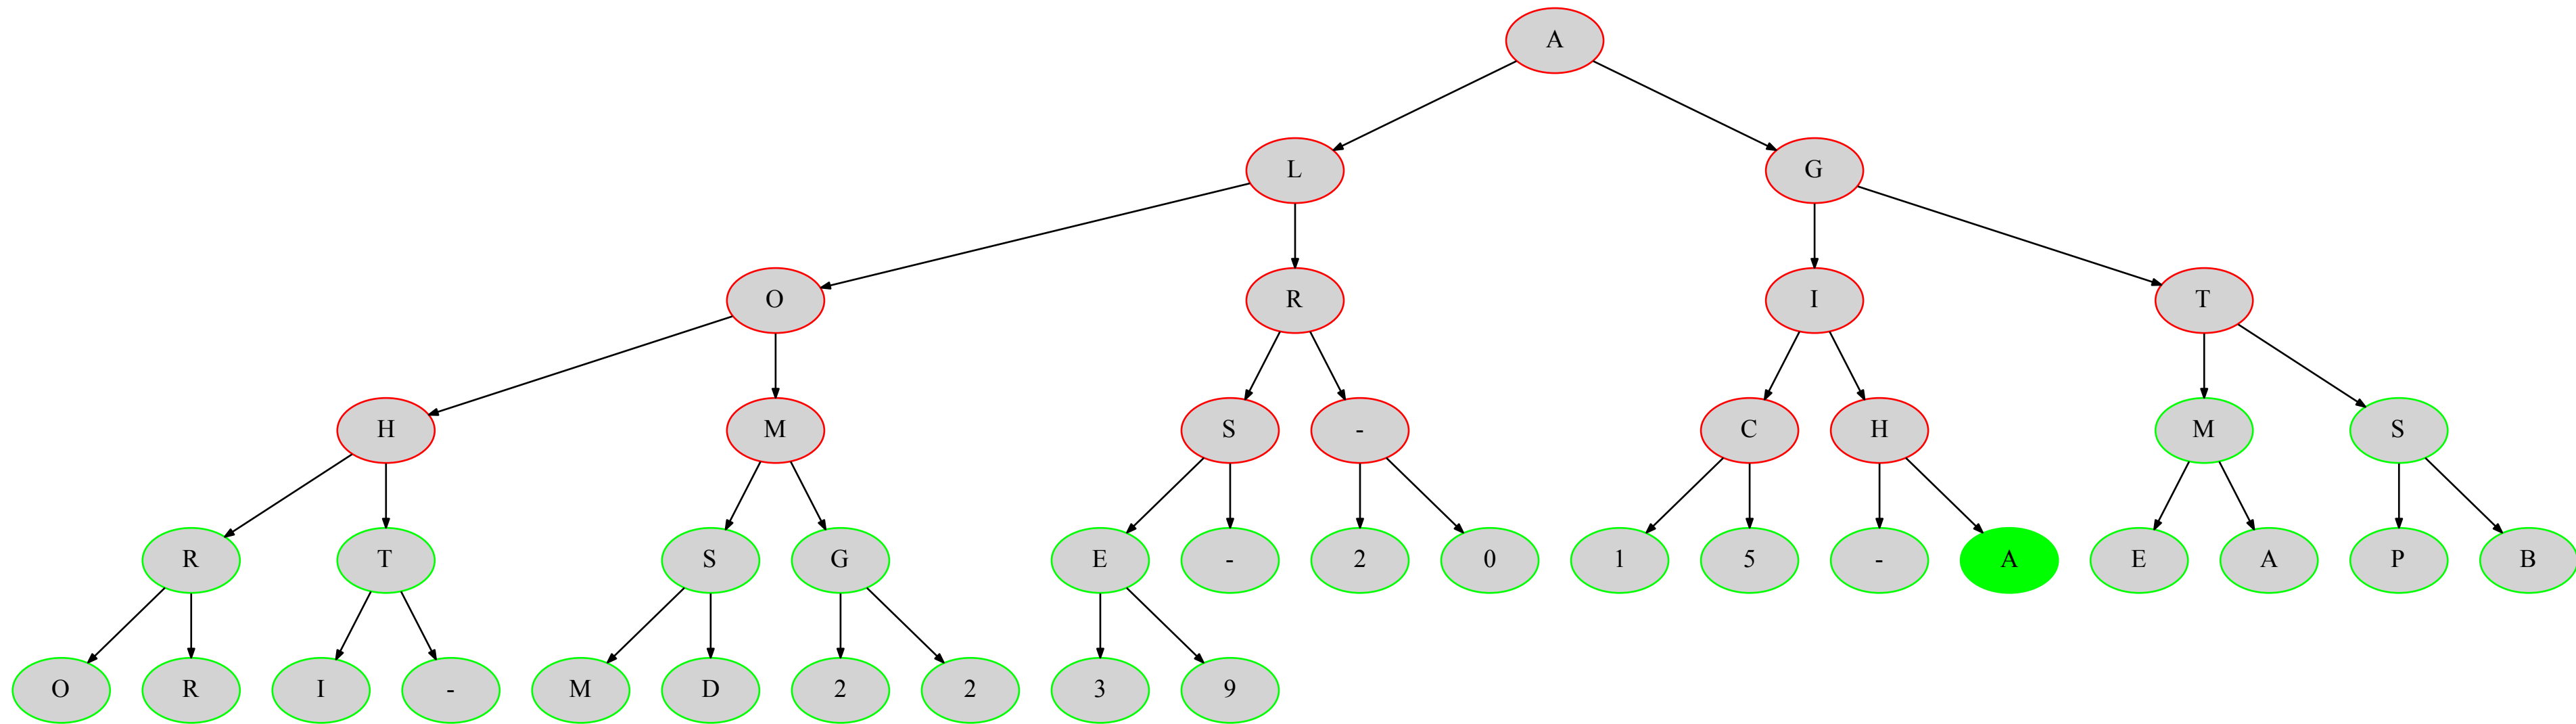 A
L G
O R I T
H M S - C H M S
R T S G E - 2 0 1 5 - A E A P B
O R I - M D 2 2 3 9